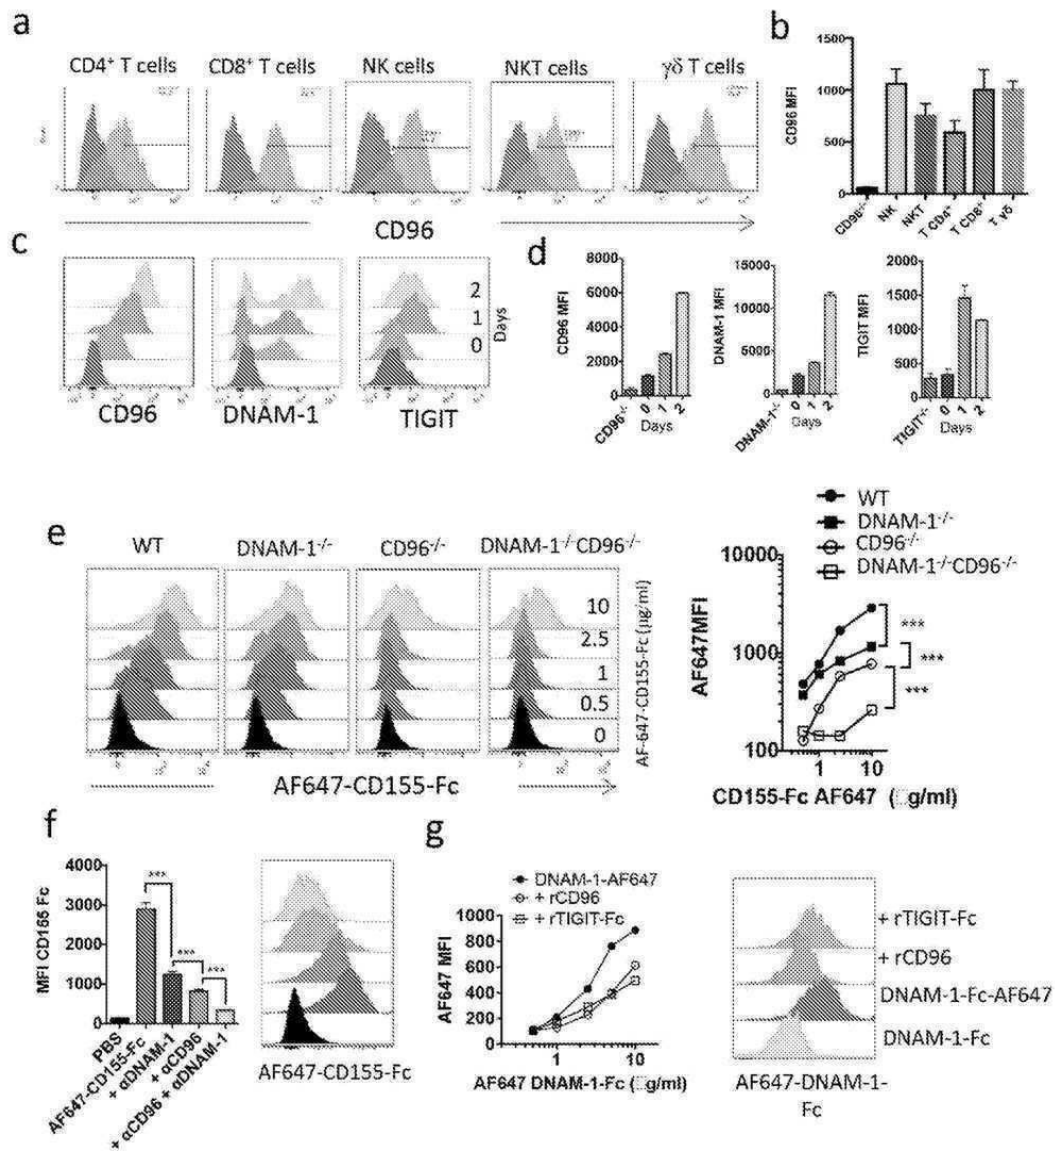 a
CD4⁺ T cells CD8⁺ T cells NK cells NKT cells γδ T cells
CD96
b
1500
1000
500
0
CD96 MFI
CD96⁻/⁻ NK NKT T CD4⁺ T CD8⁺ T γδ
c
2
1
0
Days
CD96 DNAM-1 TIGIT
d
8000
6000
4000
2000
0
CD96 MFI
CD96⁻/⁻ 0 1 2
Days
15000
10000
5000
0
DNAM-1 MFI
DNAM-1⁻/⁻ 0 1 2
Days
2000
1500
1000
500
0
TIGIT MFI
TIGIT⁻/⁻ 0 1 2
Days
e
WT DNAM-1⁻/⁻ CD96⁻/⁻ DNAM-1⁻/⁻CD96⁻/⁻
10
2.5
1
0.5
0
AF-647-CD155-Fc (µg/ml)
AF647-CD155-Fc
WT
DNAM-1⁻/⁻
CD96⁻/⁻
DNAM-1⁻/⁻CD96⁻/⁻
10000
1000
100
AF647MFI
***
***
***
1 10
CD155-Fc AF647 (□g/ml)
f
4000
3000
2000
1000
0
MFI CD155 Fc
***
***
***
PBS
AF647-CD155-Fc
+ αDNAM-1
+ αCD96
+ αCD96 + αDNAM-1
AF647-CD155-Fc
g
DNAM-1-AF647
+ rCD96
+ rTIGIT-Fc
1000
800
600
400
200
0
AF647 MFI
1 10
AF647 DNAM-1-Fc (□g/ml)
+ rTIGIT-Fc
+ rCD96
DNAM-1-Fc-AF647
DNAM-1-Fc
AF647-DNAM-1-
Fc